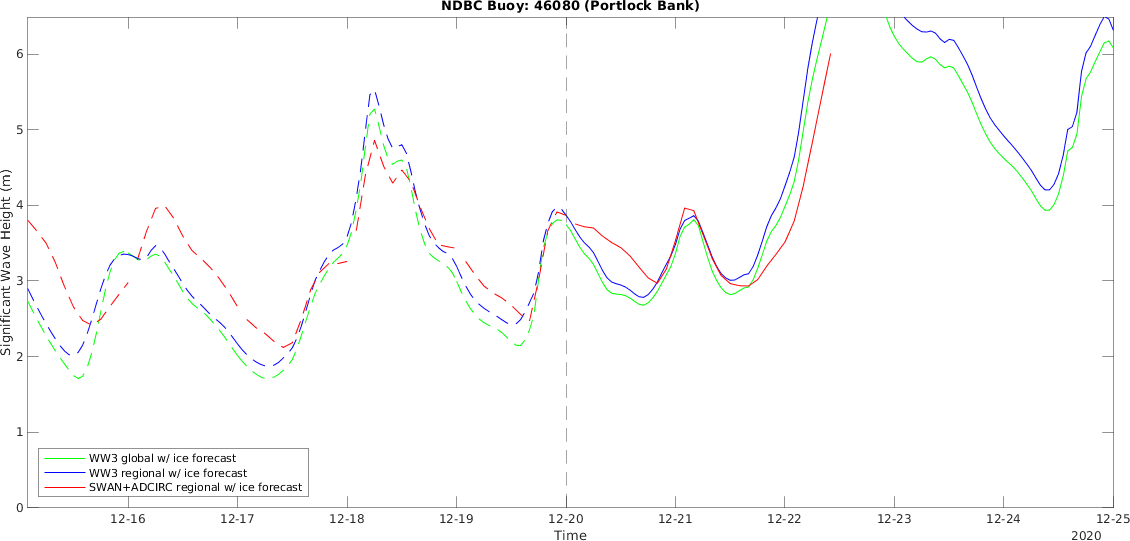 NDBC Buoy: 46080 (Portlock Bank)
Significant Wave Height (m)
6
5
4
3
2
1
0
WW3 global w/ ice forecast
WW3 regional w/ ice forecast
SWAN+ADCIRC regional w/ ice forecast
12-16 12-17 12-18 12-19 12-20 12-21 12-22 12-23 12-24 12-25
Time
2020